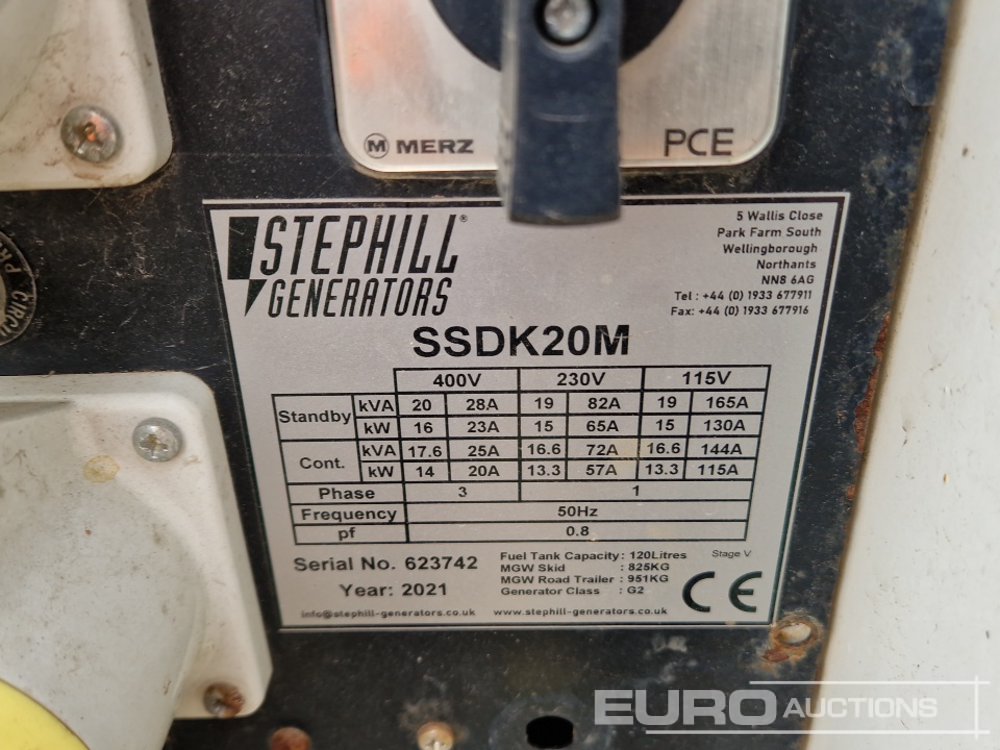 M MERZ
PCE
STEPHILL®
GENERATORS
5 Wallis Close
Park Farm South
Wellingborough
Northants
NN8 6AG
Tel : +44 (0) 1933 677911
Fax: +44 (0) 1933 677916
SSDK20M
400V 230V 115V
Standby kVA 20 28A 19 82A 19 165A
kW 16 23A 15 65A 15 130A
Cont. kVA 17.6 25A 16.6 72A 16.6 144A
kW 14 20A 13.3 57A 13.3 115A
Phase 3 1
Frequency 50Hz
pf 0.8
Serial No. 623742
Year: 2021
Fuel Tank Capacity : 120Litres
MGW Skid : 825KG
MGW Road Trailer : 951KG
Generator Class : G2
Stage V
CE
info@stephill-generators.co.uk www.stephill-generators.co.uk
EURO AUCTIONS